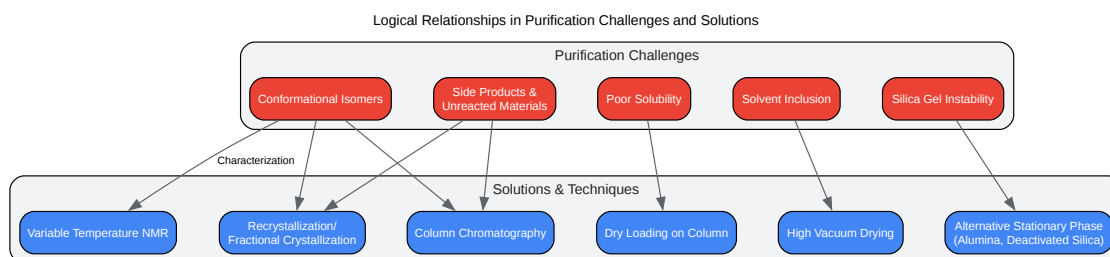 Logical Relationships in Purification Challenges and Solutions
Purification Challenges
Conformational Isomers
Side Products &
Unreacted Materials
Poor Solubility
Solvent Inclusion
Silica Gel Instability
Characterization
Solutions & Techniques
Variable Temperature NMR
Recrystallization/
Fractional Crystallization
Column Chromatography
Dry Loading on Column
High Vacuum Drying
Alternative Stationary Phase
(Alumina, Deactivated Silica)